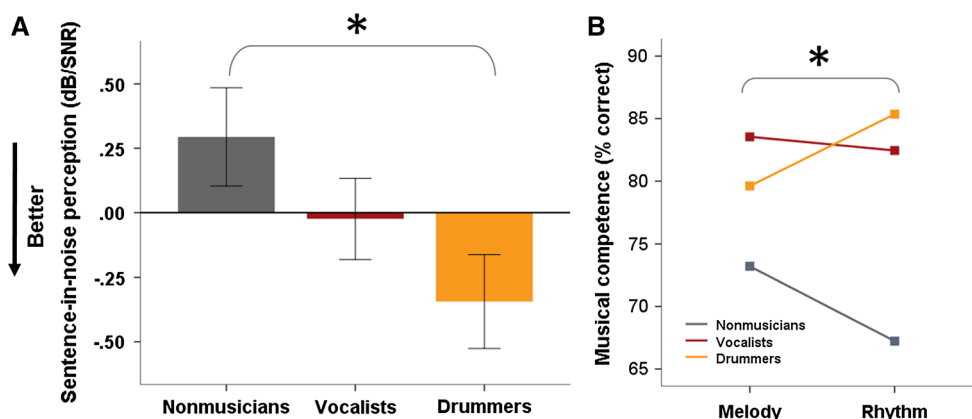 A
*
Sentence-in-noise perception (dB/SNR)
Better
.50
.25
.00
-.25
-.50
Nonmusicians Vocalists Drummers
B
*
Musical competence (% correct)
90
85
80
75
70
65
Nonmusicians
Vocalists
Drummers
Melody Rhythm